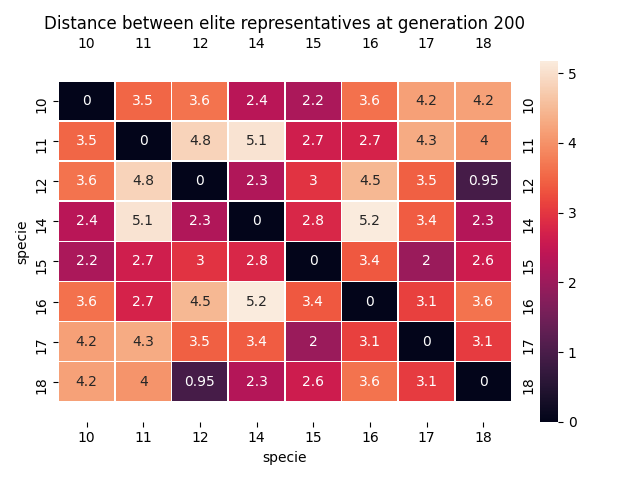 Distance between elite representatives at generation 200
10 11 12 14 15 16 17 18
10 0 3.5 3.6 2.4 2.2 3.6 4.2 4.2 10
11 3.5 0 4.8 5.1 2.7 2.7 4.3 4 11
12 3.6 4.8 0 2.3 3 4.5 3.5 0.95 12
14 2.4 5.1 2.3 0 2.8 5.2 3.4 2.3 14
15 2.2 2.7 3 2.8 0 3.4 2 2.6 15
16 3.6 2.7 4.5 5.2 3.4 0 3.1 3.6 16
17 4.2 4.3 3.5 3.4 2 3.1 0 3.1 17
18 4.2 4 0.95 2.3 2.6 3.6 3.1 0 18
10 11 12 14 15 16 17 18
specie
specie
5
4
3
2
1
0